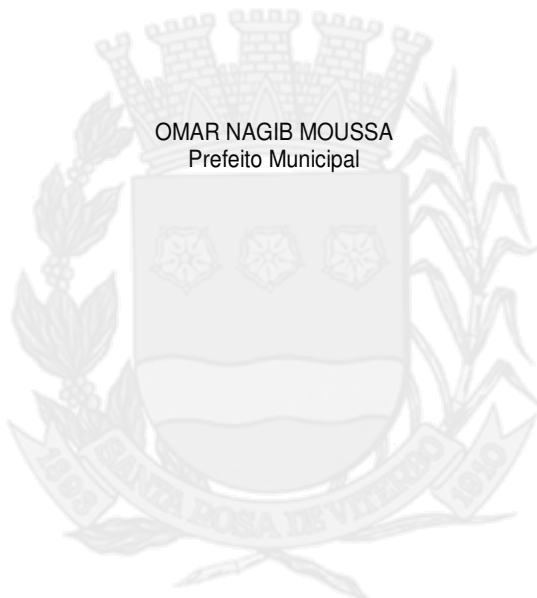 OMAR NAGIB MOUSSA
Prefeito Municipal
1893 SANTA ROSA DE VITERBO 1910